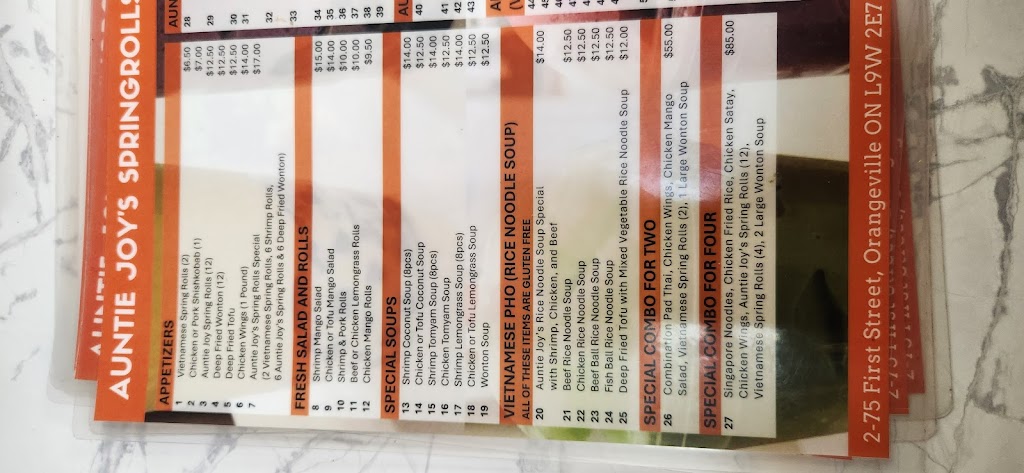 AUNTIE JOY'S SPRINGROLLS
APPETIZERS
1 Vietnamese Spring Rolls (2) $6.50
2 Chicken or Pork Shishkobab (1) $7.00
3 Auntie Joy Spring Rolls (12) $12.50
4 Deep Fried Wonton (12) $12.50
5 Deep Fried Tofu $12.50
6 Chicken Wings (1 Pound) $14.00
7 Auntie Joy's Spring Rolls Special $17.00
(2 Vietnamese Spring Rolls, 6 Shrimp Rolls,
6 Auntie Joy's Spring Rolls & 6 Deep Fried Wonton)
FRESH SALAD AND ROLLS
8 Shrimp Mango Salad $15.00
9 Chicken or Tofu Mango Salad $14.00
10 Shrimp & Pork Rolls $10.00
11 Beef or Chicken Lemongrass Rolls $10.00
12 Chicken Mango Rolls $9.50
SPECIAL SOUPS
13 Shrimp Coconut Soup (8pcs) $14.00
14 Chicken or Tofu Coconut Soup $12.50
15 Shrimp Tomyam Soup (8pcs) $14.00
16 Chicken Tomyam Soup $12.50
17 Shrimp Lemongrass Soup (8pcs) $14.00
18 Chicken or Tofu Lemongrass Soup $12.50
19 Wonton Soup $12.50
VIETNAMES PHO (RICE NOODLE SOUP)
ALL OF THESE ITEMS ARE GLUTEN FREE
20 Auntie Joy's Rice Noodle Soup Special $14.00
with Shrimp, Chicken, and Beef
21 Beef Rice Noodle Soup $12.50
22 Chicken Rice Noodle Soup $12.50
23 Beef Ball Rice Noodle Soup $12.50
24 Fish Ball Rice Noodle Soup $12.50
25 Deep Fried Tofu with Mixed Vegetable Rice Noodle Soup $12.00
SPECIAL COMBO FOR TWO
26 Combination Pad Thai, Chicken Wings, Chicken Mango $55.00
Salad, Vietnamese Spring Rolls (2), 1 Large Wonton Soup
SPECIAL COMBO FOR FOUR
27 Singapore Noodles, Chicken Fried Rice, Chicken Satay, $85.00
Chicken Wings, Auntie Joy's Spring Rolls (12),
Vietnamese Spring Rolls (4), 2 Large Wonton Soup
AUN
28
29
30
31
32
33
34
35
36
37
38
39
AU
40
41
42
43
2-75 First Street, Orangeville ON L9W 2E7